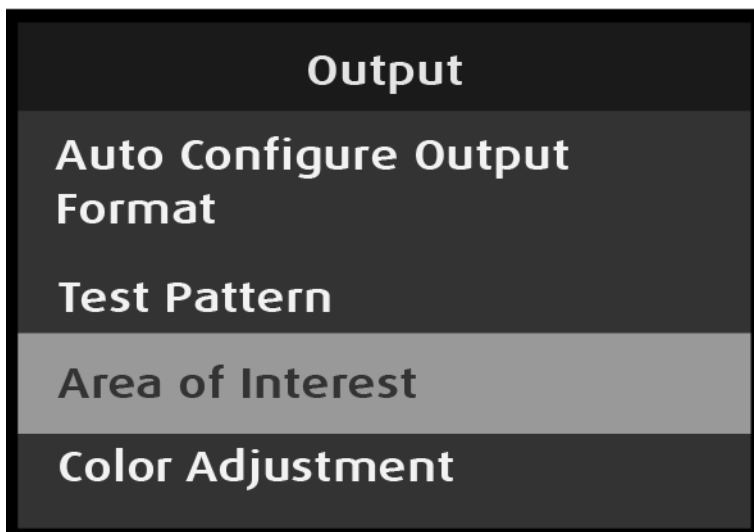 Output
Auto Configure Output
Format
Test Pattern
Area of Interest
Color Adjustment